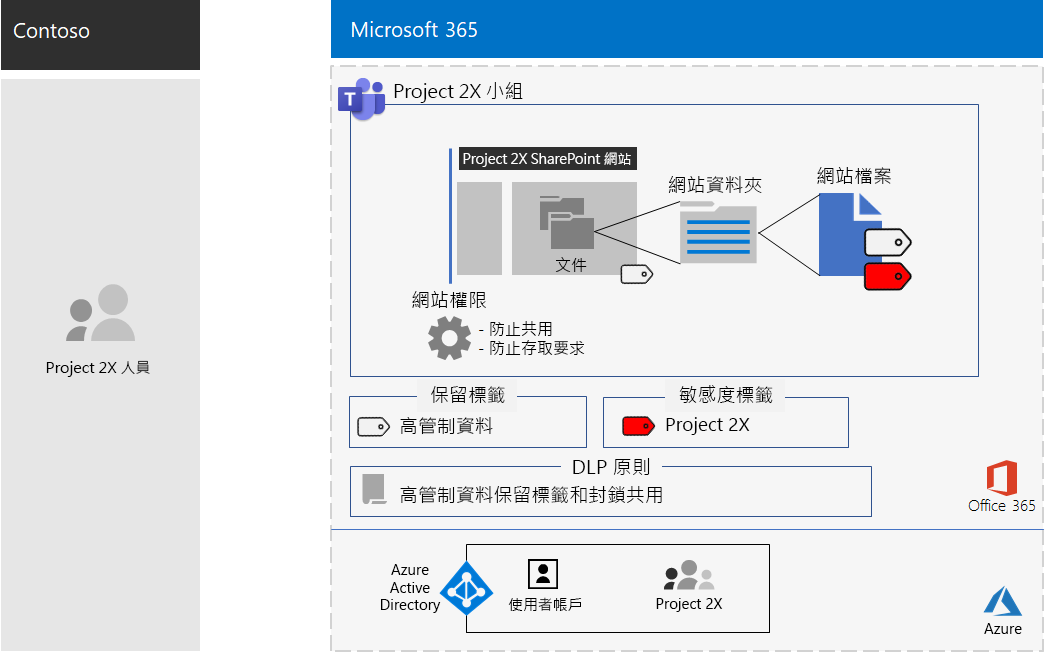 Contoso
Microsoft 365
Project 2X 小組
Project 2X SharePoint 網站
網站資料夾
網站檔案
文件
網站權限
- 防止共用
- 防止存取要求
Project 2X 人員
保留標籤
高管制資料
敏感度標籤
Project 2X
DLP 原則
高管制資料保留標籤和封鎖共用
Office 365
Azure
Active
Directory
使用者帳戶
Project 2X
Azure